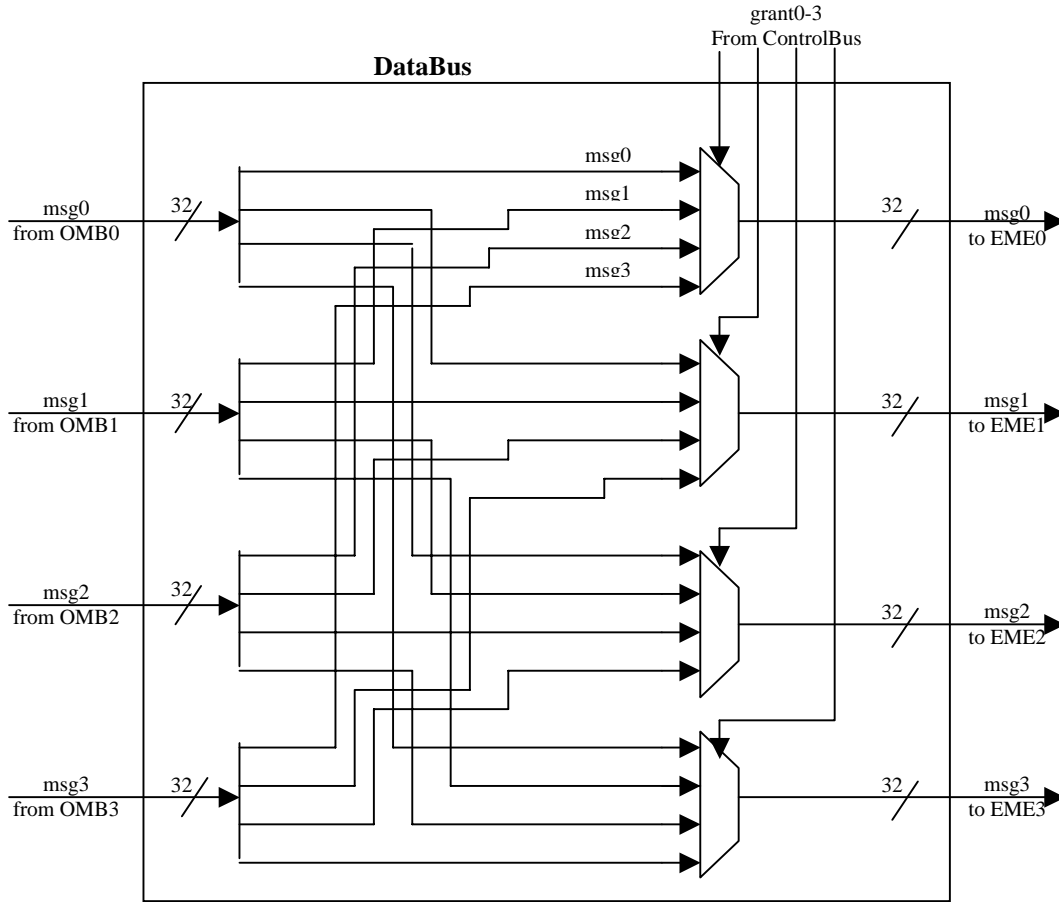 grant0-3
From ControlBus
DataBus
msg0
msg1
msg2
msg3
32
msg0
from OMB0
32
msg0
to EME0
32
msg1
from OMB1
32
msg1
to EME1
32
msg2
from OMB2
32
msg2
to EME2
32
msg3
from OMB3
32
msg3
to EME3